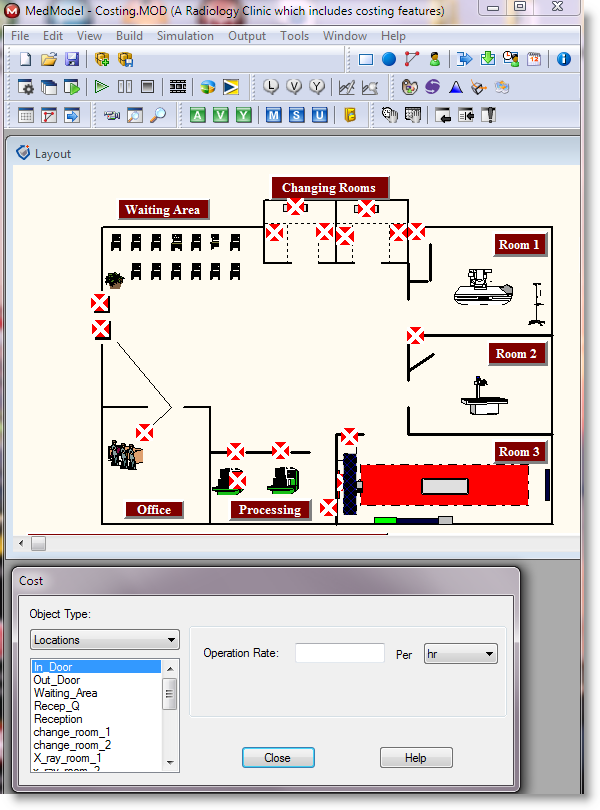 MedModel - Costing.MOD (A Radiology Clinic which includes costing features)
File Edit View Build Simulation Output Tools Window Help
L V Y
12
A V Y M S U
Layout
Changing Rooms
Waiting Area
Room 1
Room 2
Room 3
Office Processing
Cost
Object Type:
Locations
Operation Rate: Per hr
In_Door
Out_Door
Waiting_Area
Recep_Q
Reception
change_room_1
change_room_2
X_ray_room_1
x_ray_room_2
Close Help